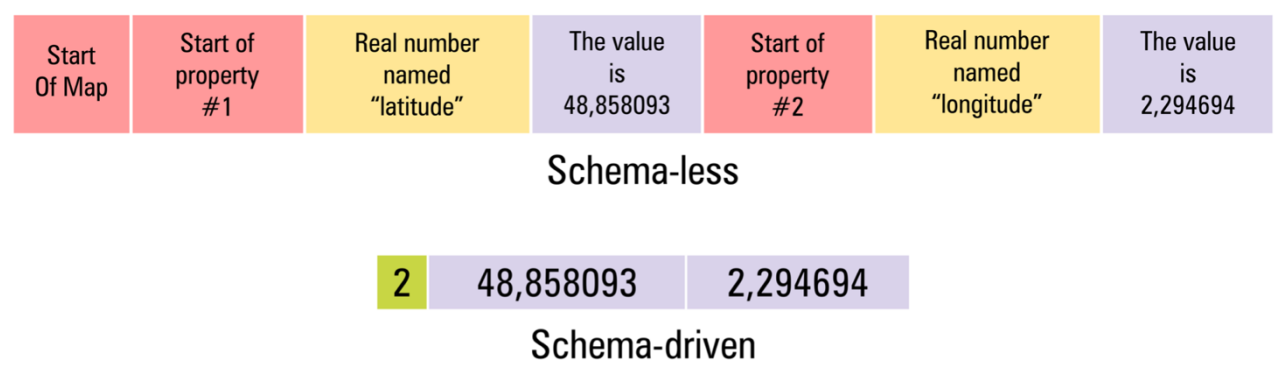 Start
Of Map
Start of
property
#1
Real number
named
“latitude”
The value
is
48,858093
Start of
property
#2
Real number
named
“longitude”
The value
is
2,294694
Schema-less
2
48,858093
2,294694
Schema-driven